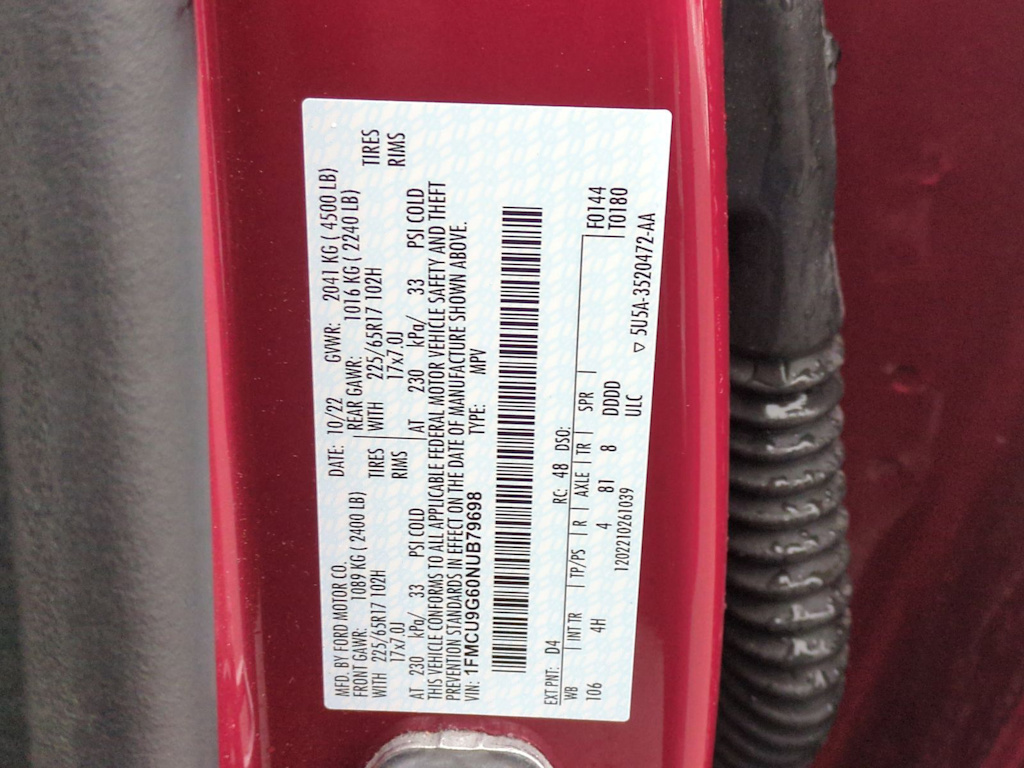 MFD. BY FORD MOTOR CO. DATE: 10/22 GVWR: 2041 KG ( 4500 LB)
FRONT GAWR: 1089 KG ( 2400 LB) REAR GAWR: 1016 KG ( 2240 LB)
WITH 225/65R17 102H TIRES WITH 225/65R17 102H TIRES
17x7.0J RIMS 17x7.0J RIMS
AT 230 kPa/ 33 PSI COLD AT 230 kPa/ 33 PSI COLD
THIS VEHICLE CONFORMS TO ALL APPLICABLE FEDERAL MOTOR VEHICLE SAFETY AND THEFT
PREVENTION STANDARDS IN EFFECT ON THE DATE OF MANUFACTURE SHOWN ABOVE.
VIN: 1FMCU9G60NUB79698 TYPE: MPV
EXT PNT: D4 RC: 48 DSO: F0144
WB INT TR TP/PS R AXLE TR SPR T0180
106 4H 4 81 8 DDDD
1202210261039 ULC
▽ 5U5A-3520472-AA